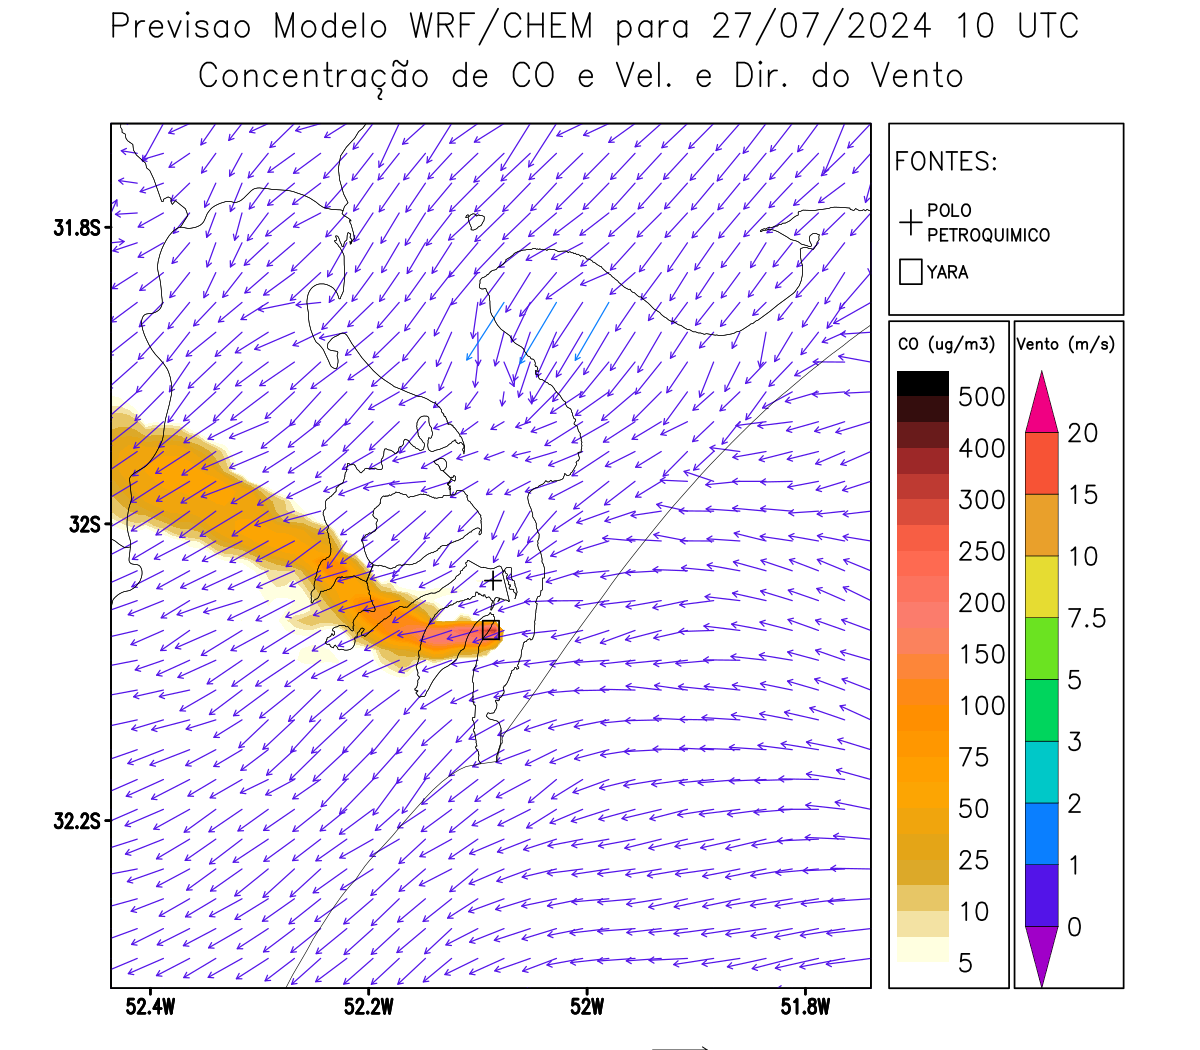 Previsao Modelo WRF/CHEM para 27/07/2024 10 UTC
Concentração de CO e Vel. e Dir. do Vento
FONTES:
POLO
PETROQUIMICO
YARA
31.8S
32S
32.2S
52.4W
52.2W
52W
51.8W
CO (ug/m3)
500
400
300
250
200
150
100
75
50
25
10
5
Vento (m/s)
20
15
10
7.5
5
3
2
1
0